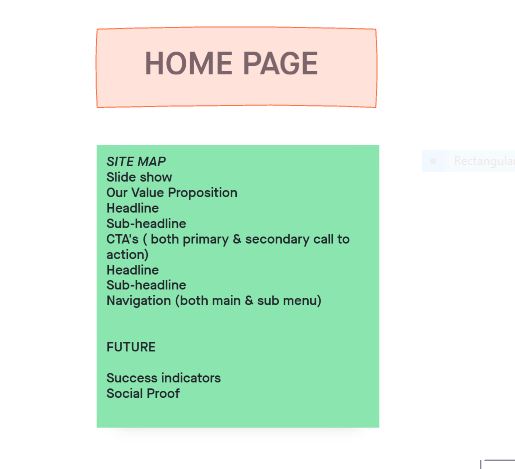 HOME PAGE
SITE MAP
Slide show
Our Value Proposition
Headline
Sub-headline
CTA's ( both primary & secondary call to
action)
Headline
Sub-headline
Navigation (both main & sub menu)
FUTURE
Success indicators
Social Proof